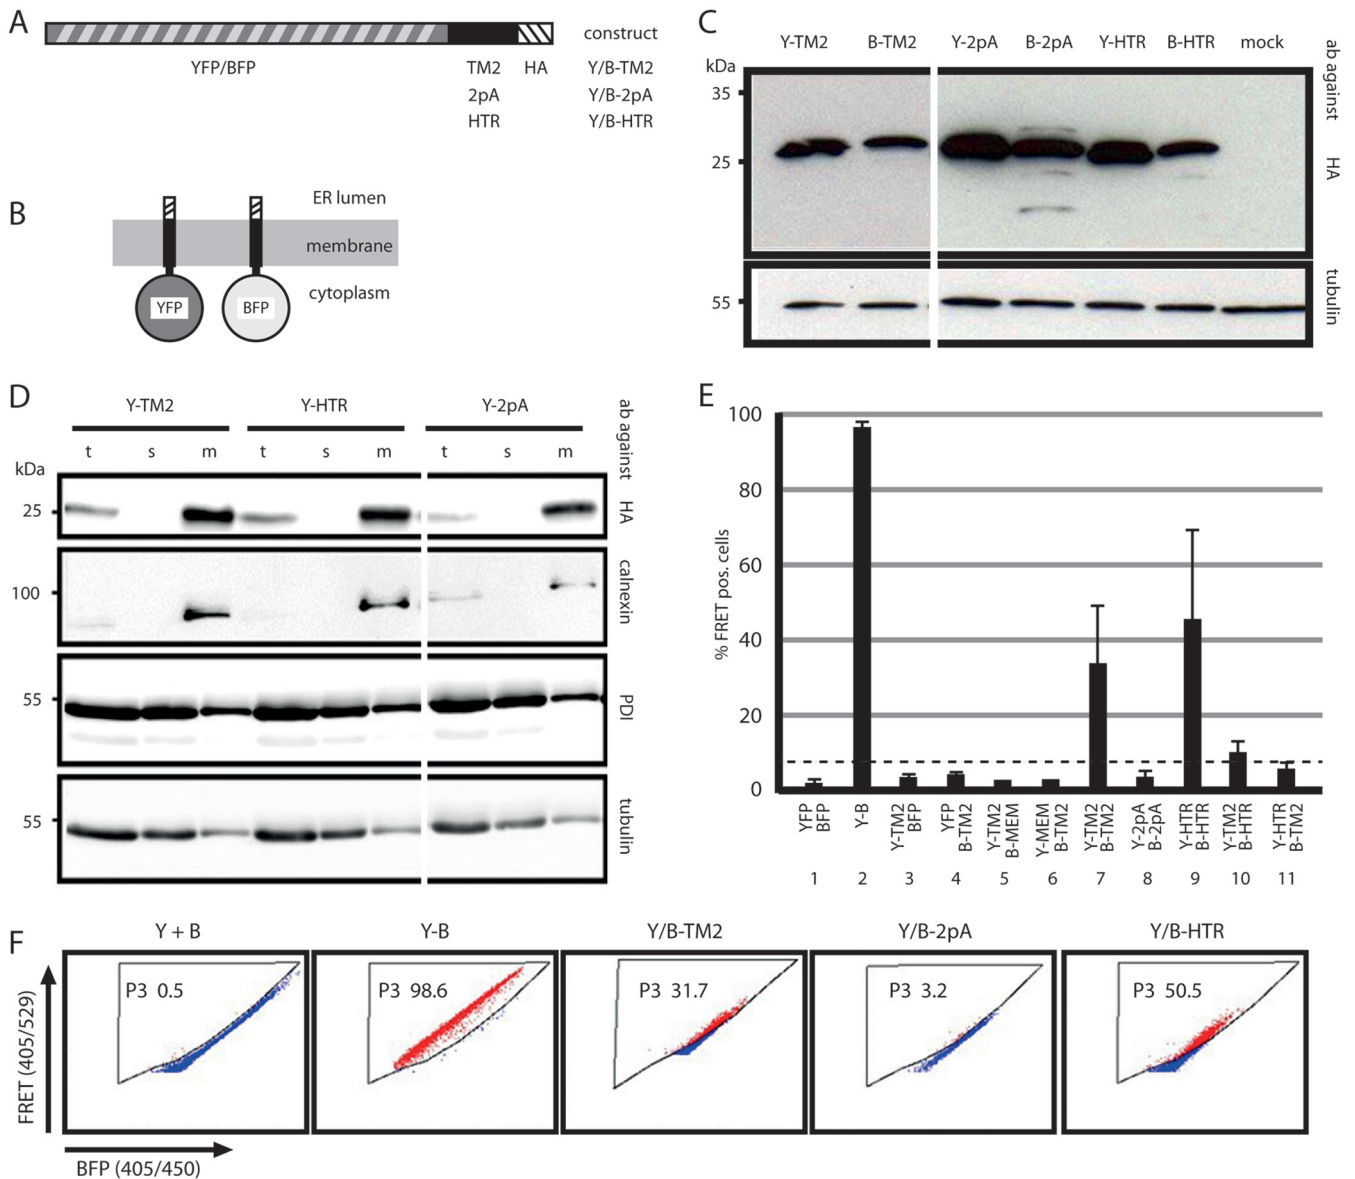 A
construct
YFP/BFP TM2 HA Y/B-TM2
2pA Y/B-2pA
HTR Y/B-HTR
B
ER lumen
membrane
cytoplasm
YFP BFP
C
Y-TM2 B-TM2 Y-2pA B-2pA Y-HTR B-HTR mock
ab against
kDa
35
25
HA
55
tubulin
D
Y-TM2 Y-HTR Y-2pA
ab against
t s m t s m t s m
kDa
25
HA
100
calnexin
55
PDI
55
tubulin
E
% FRET pos. cells
100
80
60
40
20
0
YFP
BFP
Y-B
Y-TM2
BFP
YFP
B-TM2
Y-TM2
B-MEM
Y-MEM
B-TM2
Y-TM2
B-TM2
Y-2pA
B-2pA
Y-HTR
B-HTR
Y-TM2
B-HTR
Y-HTR
B-TM2
1 2 3 4 5 6 7 8 9 10 11
F
Y + B Y-B Y/B-TM2 Y/B-2pA Y/B-HTR
P3 0.5 P3 98.6 P3 31.7 P3 3.2 P3 50.5
FRET (405/529)
BFP (405/450)